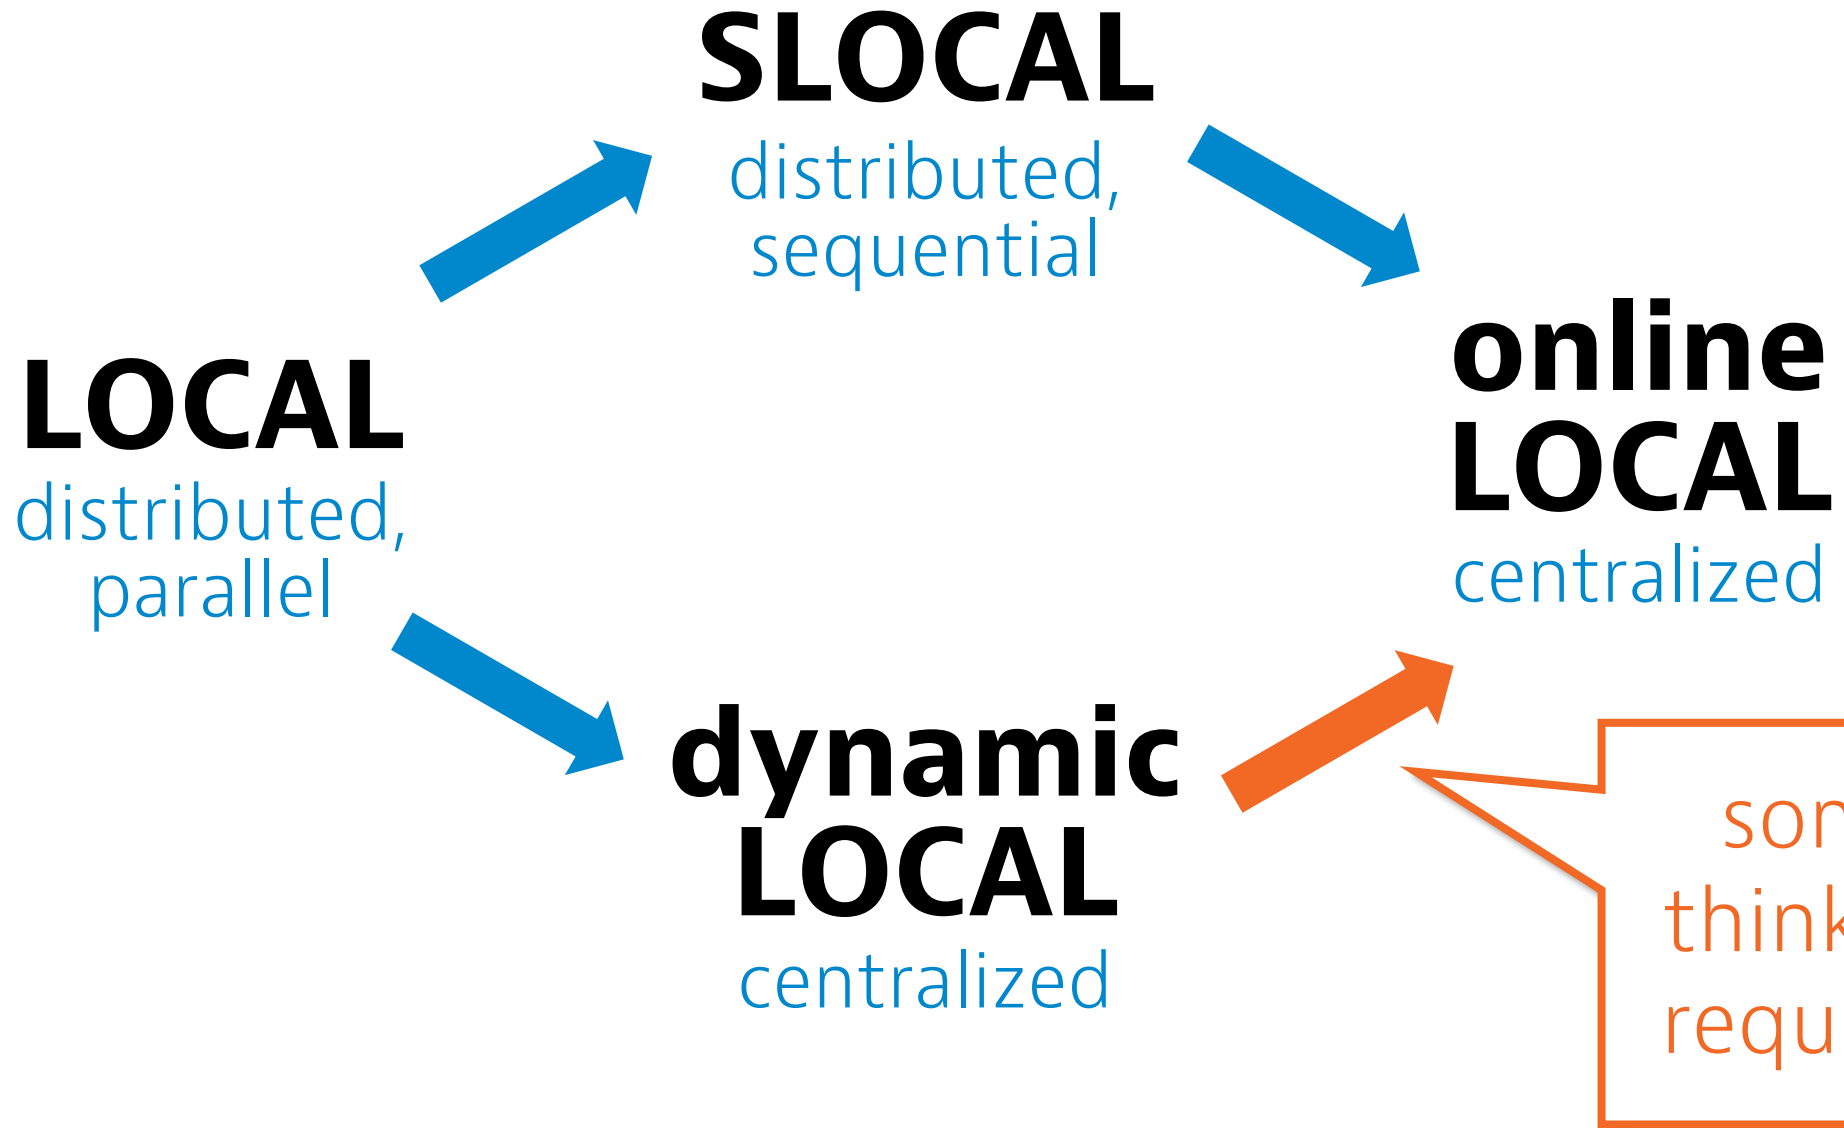 SLOCAL
distributed,
sequential
LOCAL
distributed,
parallel
online
LOCAL
centralized
dynamic
LOCAL
centralized